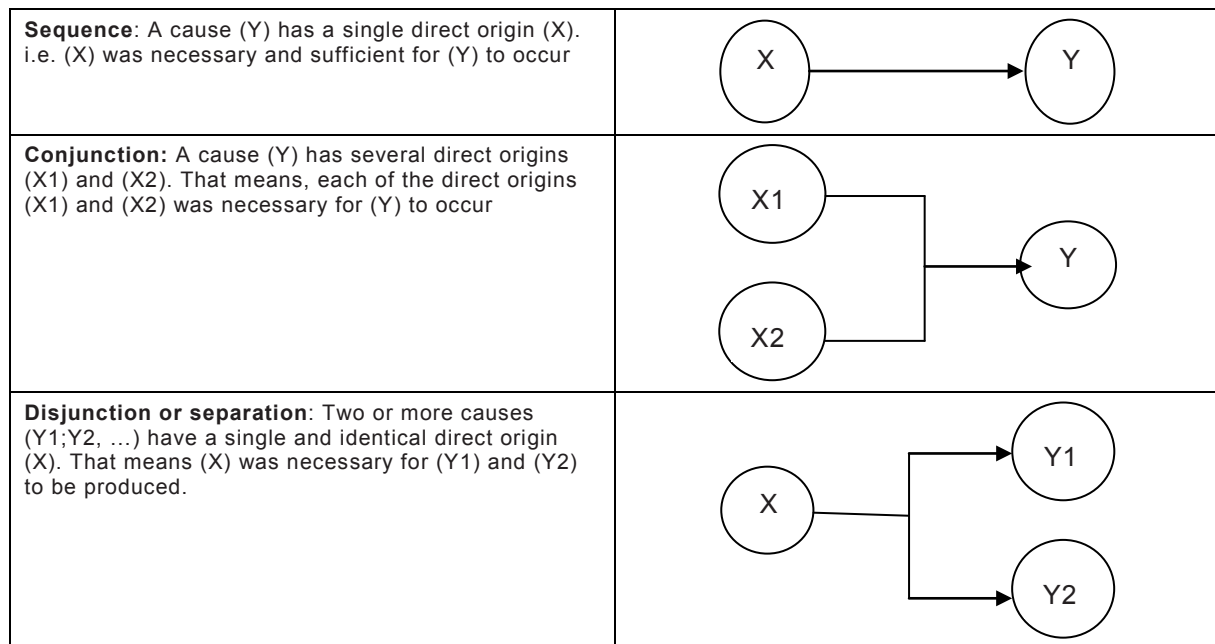 Sequence: A cause (Y) has a single direct origin (X).
i.e. (X) was necessary and sufficient for (Y) to occur
X
Y
Conjunction: A cause (Y) has several direct origins
(X1) and (X2). That means, each of the direct origins
(X1) and (X2) was necessary for (Y) to occur
X1
Y
X2
Disjunction or separation: Two or more causes
(Y1;Y2, ...) have a single and identical direct origin
(X). That means (X) was necessary for (Y1) and (Y2)
to be produced.
Y1
X
Y2